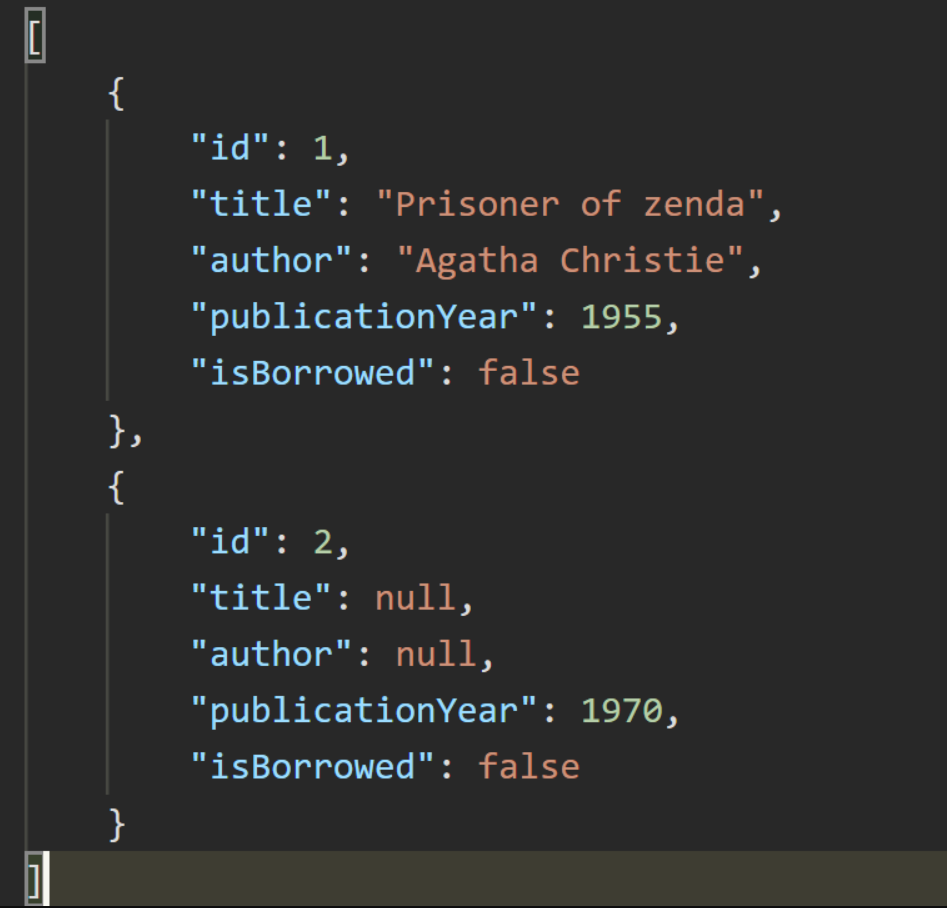 [
    {
        "id": 1,
        "title": "Prisoner of zenda",
        "author": "Agatha Christie",
        "publicationYear": 1955,
        "isBorrowed": false
    },
    {
        "id": 2,
        "title": null,
        "author": null,
        "publicationYear": 1970,
        "isBorrowed": false
    }
]